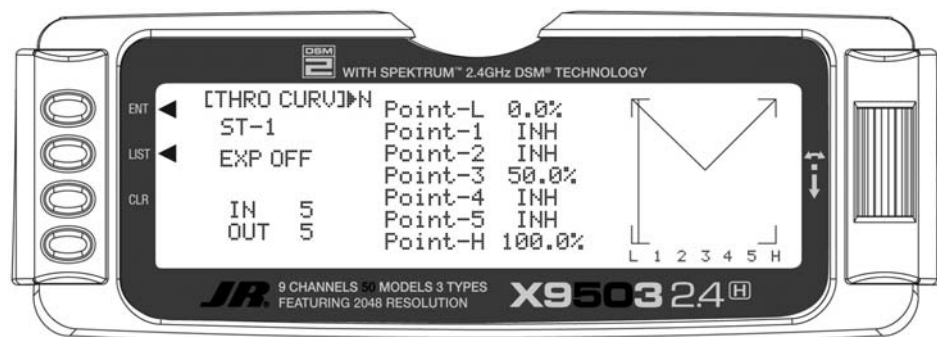 DSM
2
WITH SPEKTRUM™ 2.4GHz DSM® TECHNOLOGY
ENT
LIST
CLR
[THRO CURV]▶N
ST-1
EXP OFF
IN 5
OUT 5
Point-L 0.0%
Point-1 INH
Point-2 INH
Point-3 50.0%
Point-4 INH
Point-5 INH
Point-H 100.0%
L 1 2 3 4 5 H
JR®
9 CHANNELS 50 MODELS 3 TYPES
FEATURING 2048 RESOLUTION
X9503 2.4 H